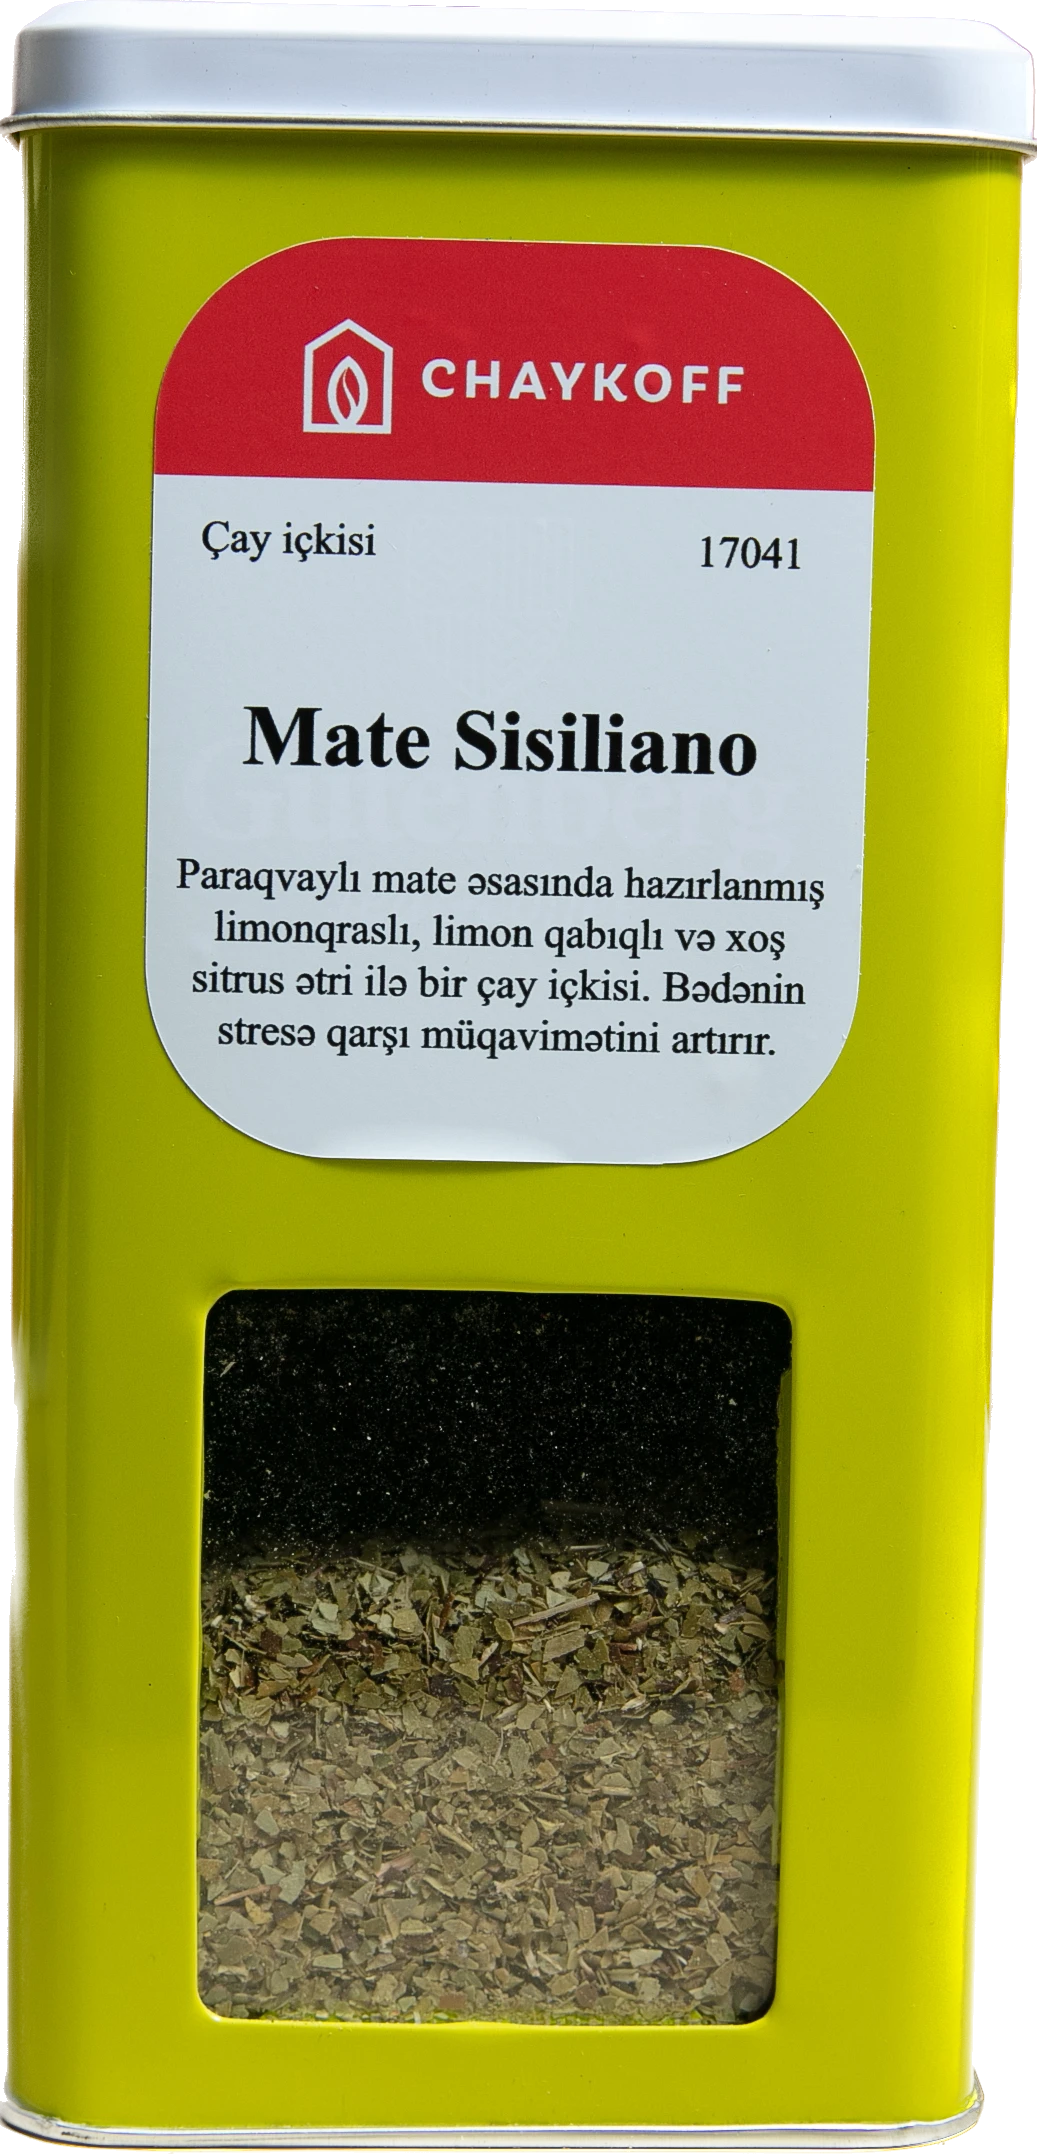 CHAYKOFF
Çay içkisi 17041
Mate Sisiliano
Gutenberg
Paraqvaylı mate əsasında hazırlanmış
limonqraslı, limon qabıqlı və xoş
sitrus ətri ilə bir çay içkisi. Bədənin
stresə qarşı müqavimətini artırır.